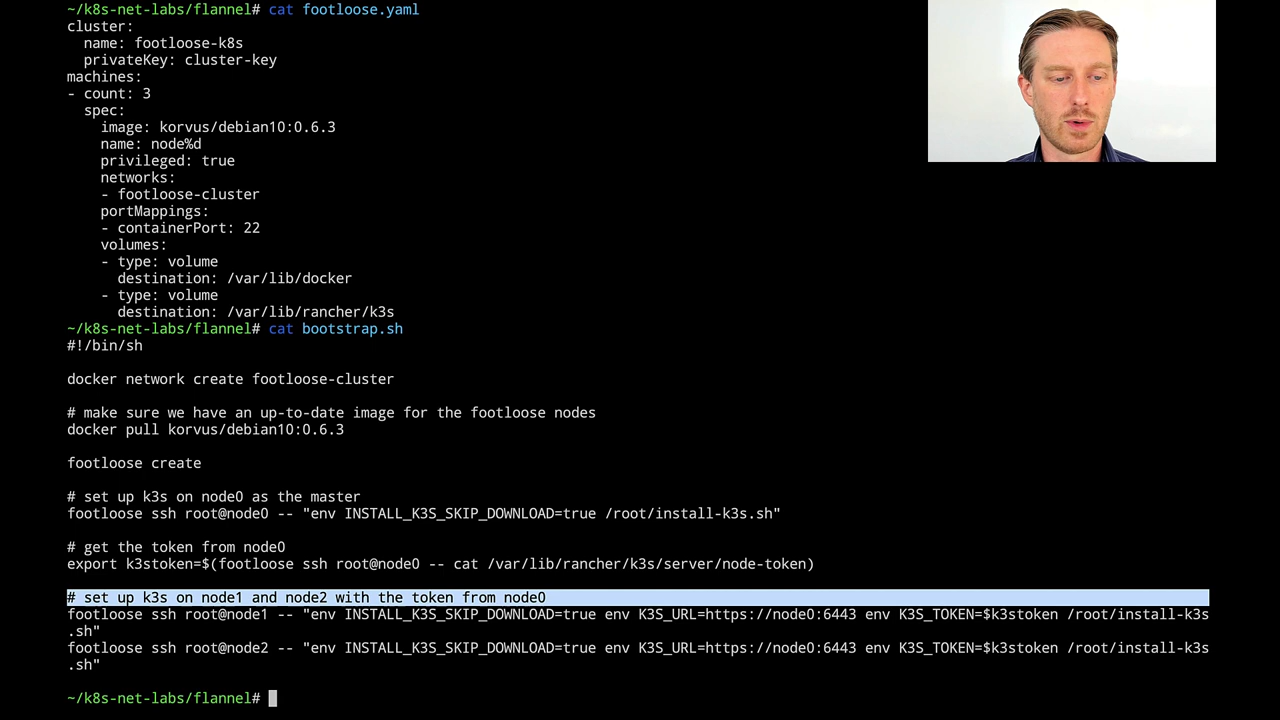 ~/k8s-net-labs/flannel# cat footloose.yaml
cluster:
  name: footloose-k8s
  privateKey: cluster-key
machines:
- count: 3
  spec:
    image: korvus/debian10:0.6.3
    name: node%d
    privileged: true
    networks:
    - footloose-cluster
    portMappings:
    - containerPort: 22
    volumes:
    - type: volume
      destination: /var/lib/docker
    - type: volume
      destination: /var/lib/rancher/k3s
~/k8s-net-labs/flannel# cat bootstrap.sh
#!/bin/sh

docker network create footloose-cluster

# make sure we have an up-to-date image for the footloose nodes
docker pull korvus/debian10:0.6.3

footloose create

# set up k3s on node0 as the master
footloose ssh root@node0 -- "env INSTALL_K3S_SKIP_DOWNLOAD=true /root/install-k3s.sh"

# get the token from node0
export k3stoken=$(footloose ssh root@node0 -- cat /var/lib/rancher/k3s/server/node-token)

# set up k3s on node1 and node2 with the token from node0
footloose ssh root@node1 -- "env INSTALL_K3S_SKIP_DOWNLOAD=true env K3S_URL=https://node0:6443 env K3S_TOKEN=$k3stoken /root/install-k3s
.sh"
footloose ssh root@node2 -- "env INSTALL_K3S_SKIP_DOWNLOAD=true env K3S_URL=https://node0:6443 env K3S_TOKEN=$k3stoken /root/install-k3s
.sh"

~/k8s-net-labs/flannel#